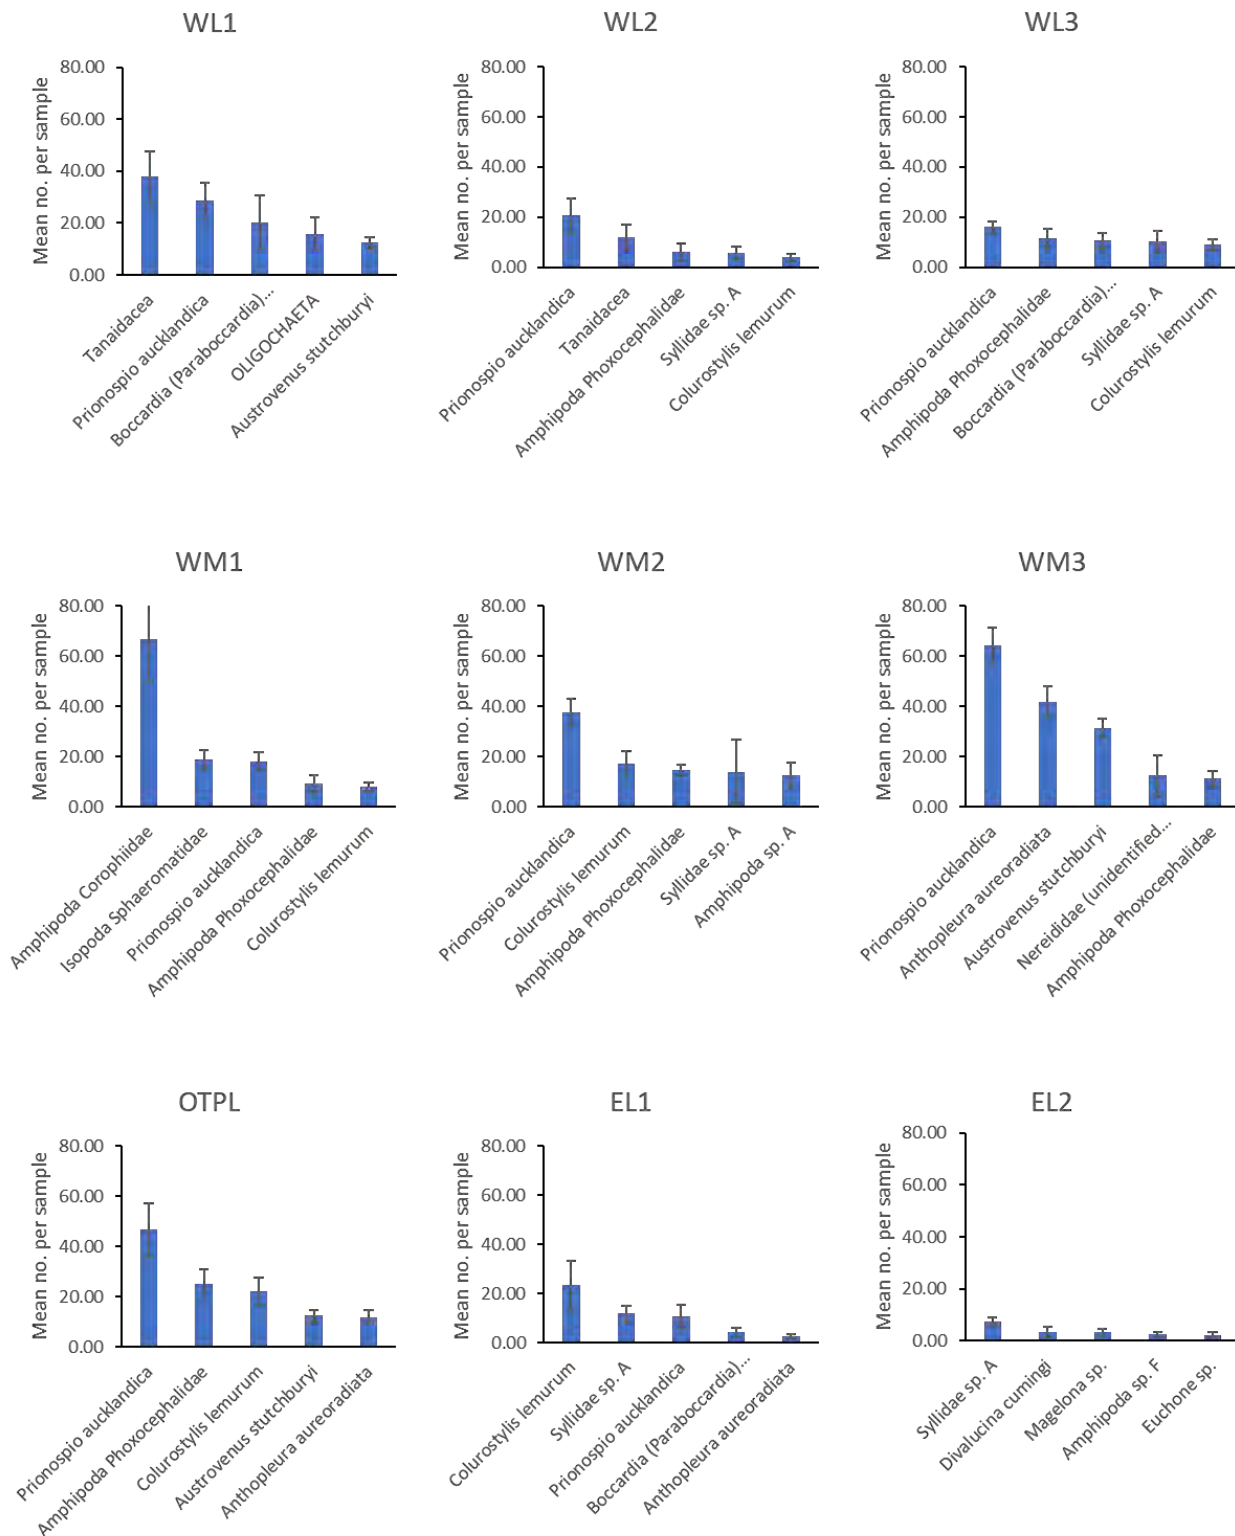 WL1
Mean no. per sample
80.00
60.00
40.00
20.00
0.00
Tanaidacea
Prionospio aucklandica
Boccardia (Paraboccardia)...
OLIGOCHAETA
Austrovenus stutchburyi
WL2
Mean no. per sample
80.00
60.00
40.00
20.00
0.00
Prionospio aucklandica
Tanaidacea
Amphipoda Phoxocephalidae
Syllidae sp. A
Colurostylis lemurum
WL3
Mean no. per sample
80.00
60.00
40.00
20.00
0.00
Prionospio aucklandica
Amphipoda Phoxocephalidae
Boccardia (Paraboccardia)...
Syllidae sp. A
Colurostylis lemurum
WM1
Mean no. per sample
80.00
60.00
40.00
20.00
0.00
Amphipoda Corophiidae
Isopoda Sphaeromatidae
Prionospio aucklandica
Amphipoda Phoxocephalidae
Colurostylis lemurum
WM2
Mean no. per sample
80.00
60.00
40.00
20.00
0.00
Prionospio aucklandica
Colurostylis lemurum
Amphipoda Phoxocephalidae
Syllidae sp. A
Amphipoda sp. A
WM3
Mean no. per sample
80.00
60.00
40.00
20.00
0.00
Prionospio aucklandica
Anthopleura aureoradiata
Austrovenus stutchburyi
Nereididae (unidentified...
Amphipoda Phoxocephalidae
OTPL
Mean no. per sample
80.00
60.00
40.00
20.00
0.00
Prionospio aucklandica
Amphipoda Phoxocephalidae
Colurostylis lemurum
Austrovenus stutchburyi
Anthopleura aureoradiata
EL1
Mean no. per sample
80.00
60.00
40.00
20.00
0.00
Colurostylis lemurum
Syllidae sp. A
Prionospio aucklandica
Boccardia (Paraboccardia)...
Anthopleura aureoradiata
EL2
Mean no. per sample
80.00
60.00
40.00
20.00
0.00
Syllidae sp. A
Divalucina cumingi
Magelona sp.
Amphipoda sp. F
Euchone sp.